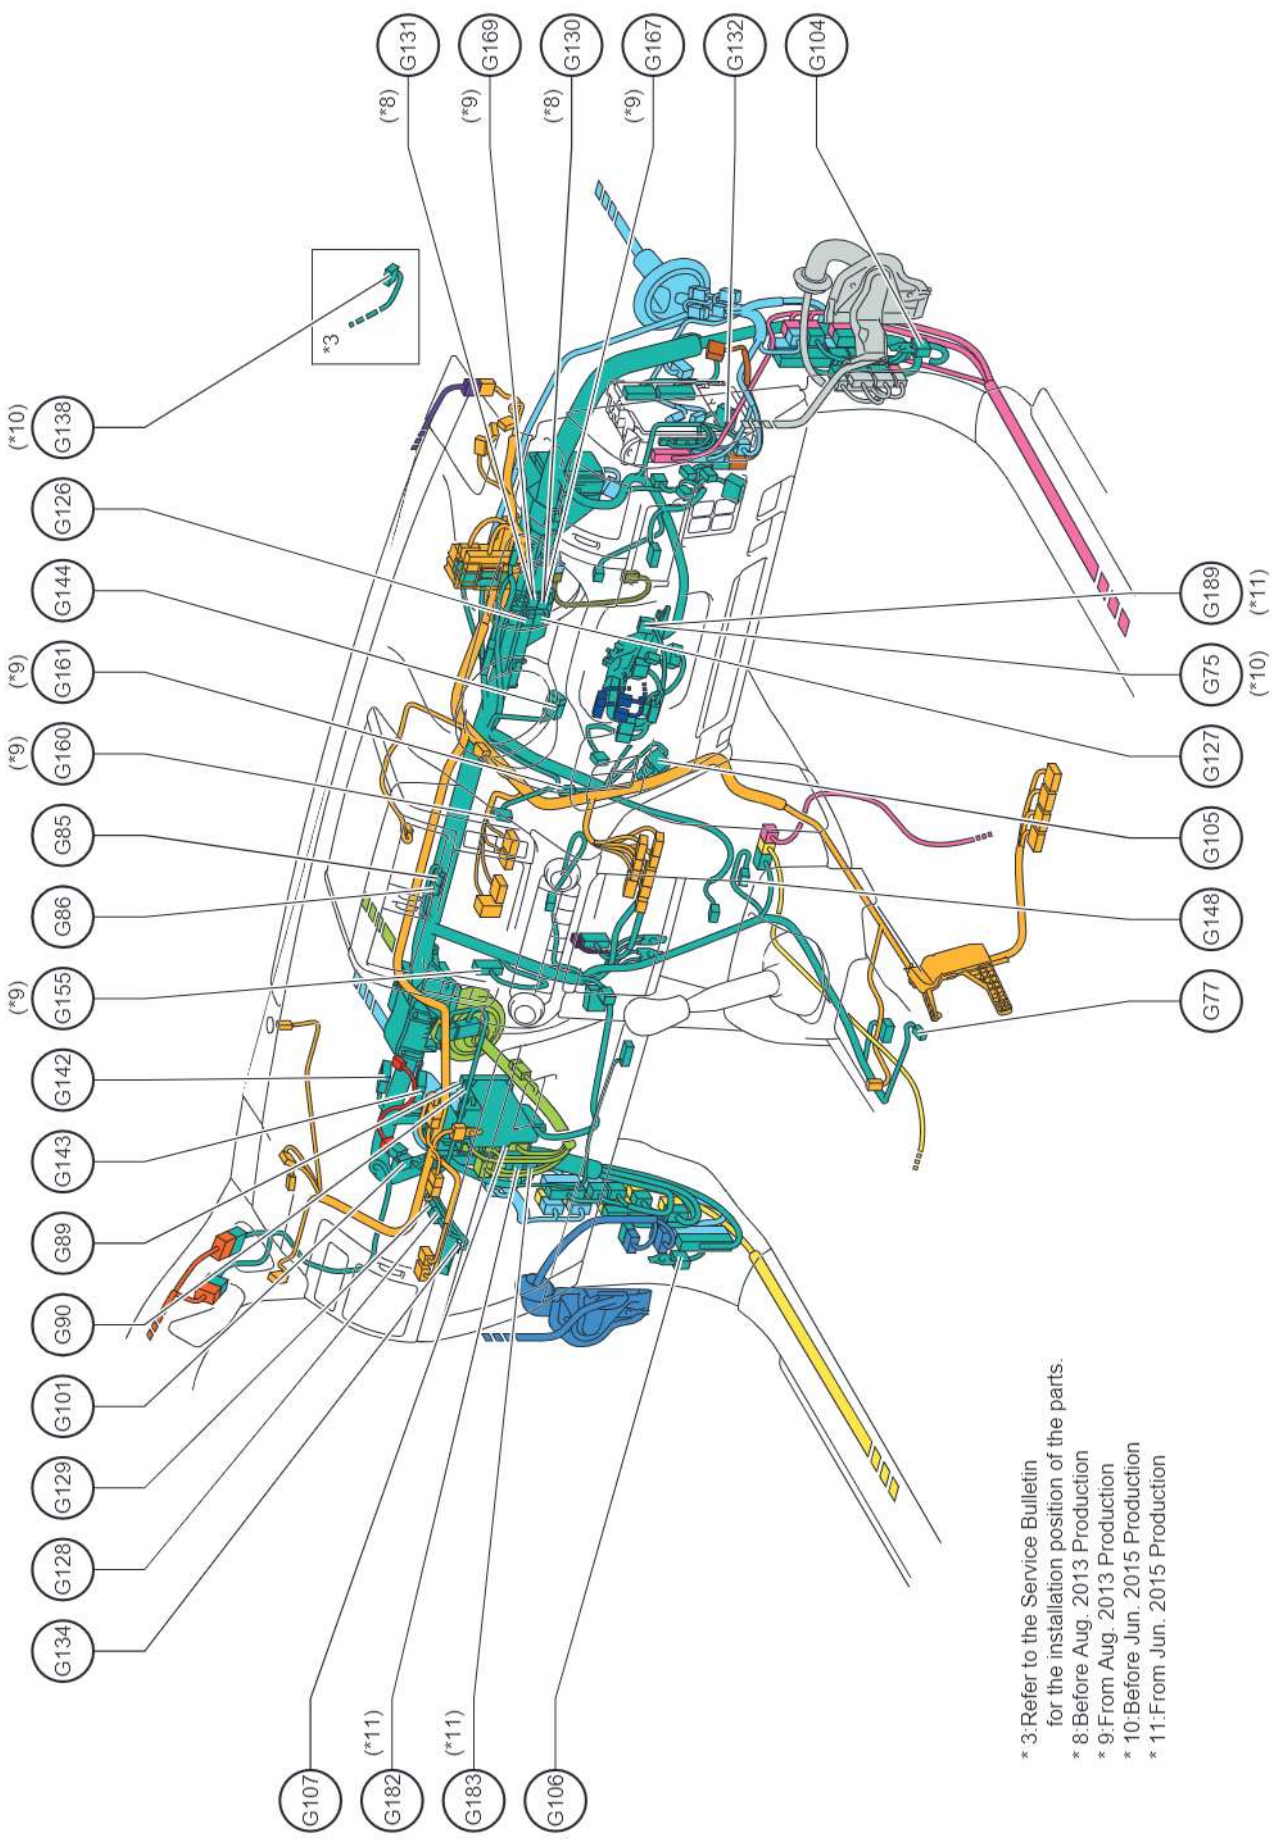 G134
G128
G129
G101
G90
G89
G143
G142
G155
(*9)
G86
G85
G160
(*9)
G161
(*9)
G144
G126
G138
(*10)
*3
G107
G182
(*11)
G183
(*11)
G106
G131
(*8)
G169
(*9)
G130
(*8)
G167
(*9)
G132
G104
G77
G148
G105
G127
G75
(*10)
G189
(*11)
* 3:Refer to the Service Bulletin
for the installation position of the parts.
* 8:Before Aug. 2013 Production
* 9:From Aug. 2013 Production
* 10:Before Jun. 2015 Production
* 11:From Jun. 2015 Production